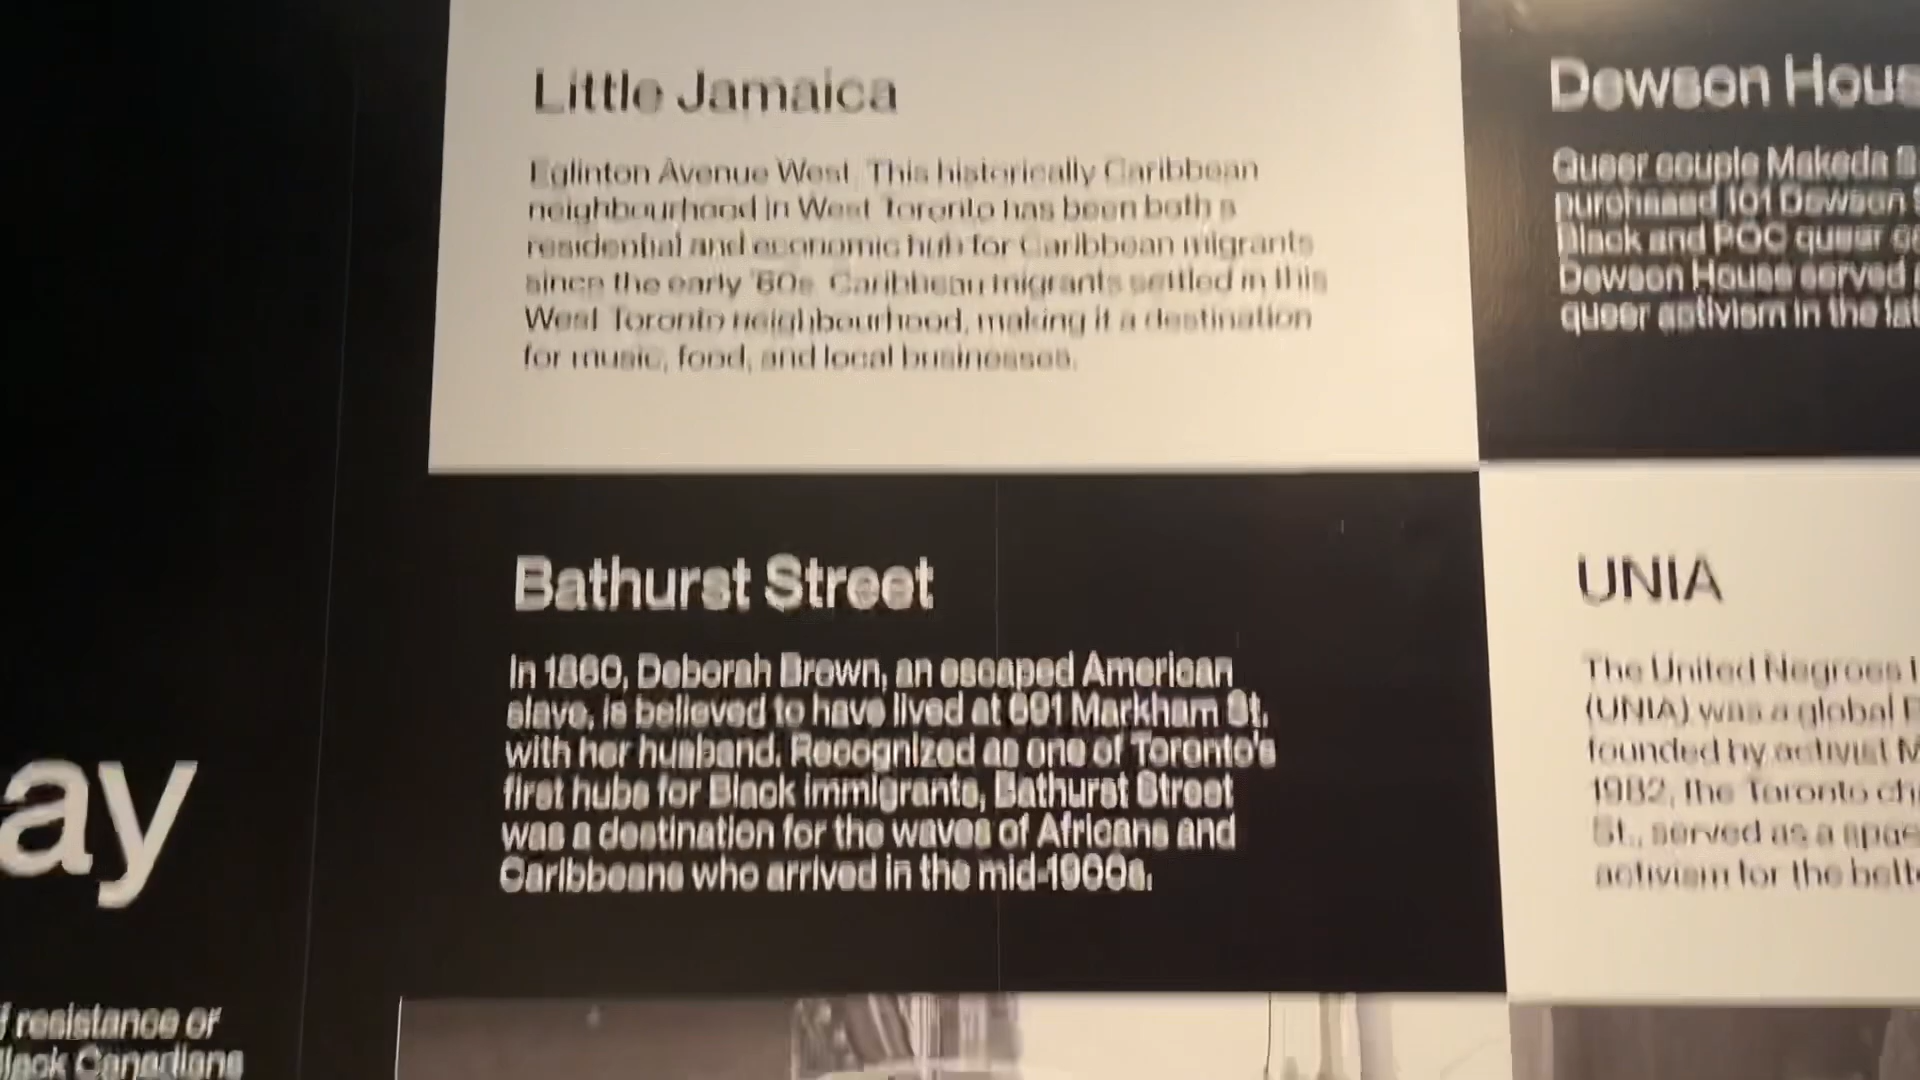 Little Jamaica
Eglinton Avenue West. This historically Caribbean
neighbourhood in West Toronto has been both a
residential and economic hub for Caribbean migrants
since the early '60s. Caribbean migrants settled in this
West Toronto neighbourhood, making it a destination
for music, food, and local businesses.
Dewson Hous
Queer couple Makeda
purchased 101 Dewson
Black and POC queer
Dewson House served
queer activism in the lat
Bathurst Street
In 1860, Deborah Brown, an escaped American
slave, is believed to have lived at 691 Markham St.
with her husband. Recognized as one of Toronto's
first hubs for Black immigrants, Bathurst Street
was a destination for the waves of Africans and
Caribbeans who arrived in the mid-1900s.
UNIA
The United Negroes
(UNIA) was a global
founded by activist M
1982, the Toronto ch
St., served as a spac
activism for the bett
ay
f resistance or
Black Canadians